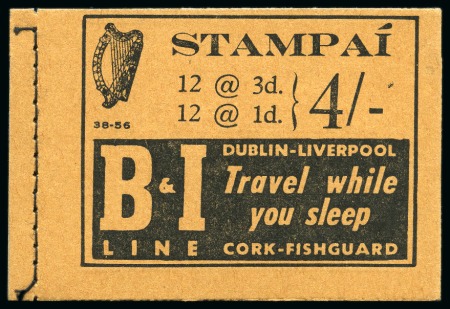 STAMPAÍ
12 @ 3d.
12 @ 1d.
} 4/-
38-56
B & I
LINE
DUBLIN-LIVERPOOL
Travel while
you sleep
CORK-FISHGUARD